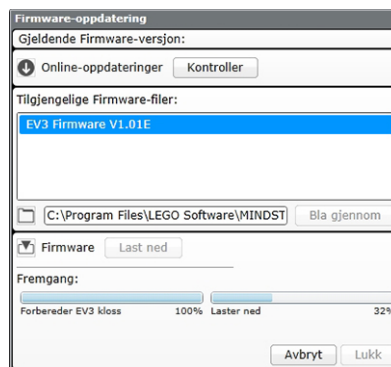 Firmware-oppdatering
Gjeldende Firmware-versjon:
Online-oppdateringer Kontroller
Tilgjengelige Firmware-filer:
EV3 Firmware V1.01E
C:\Program Files\LEGO Software\MINDST Bla gjennom
Firmware Last ned
Fremgang:
Forbereder EV3 kloss 100% Laster ned 32%
Avbryt Lukk